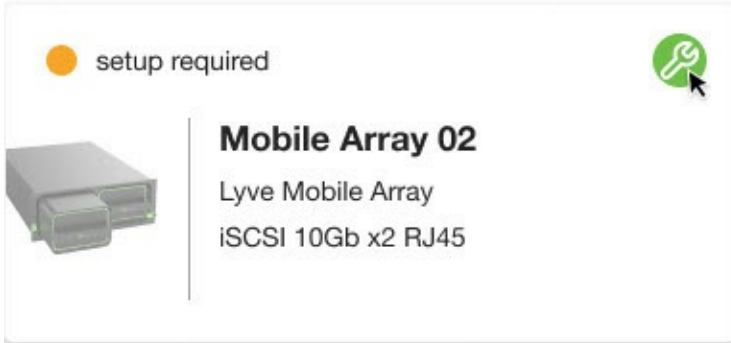 setup required
Mobile Array 02
Lyve Mobile Array
iSCSI 10Gb x2 RJ45